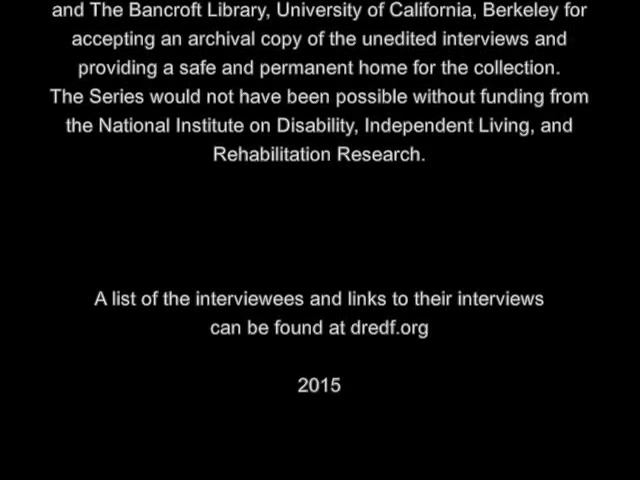 and The Bancroft Library, University of California, Berkeley for
accepting an archival copy of the unedited interviews and
providing a safe and permanent home for the collection.
The Series would not have been possible without funding from
the National Institute on Disability, Independent Living, and
Rehabilitation Research.
A list of the interviewees and links to their interviews
can be found at dredf.org
2015